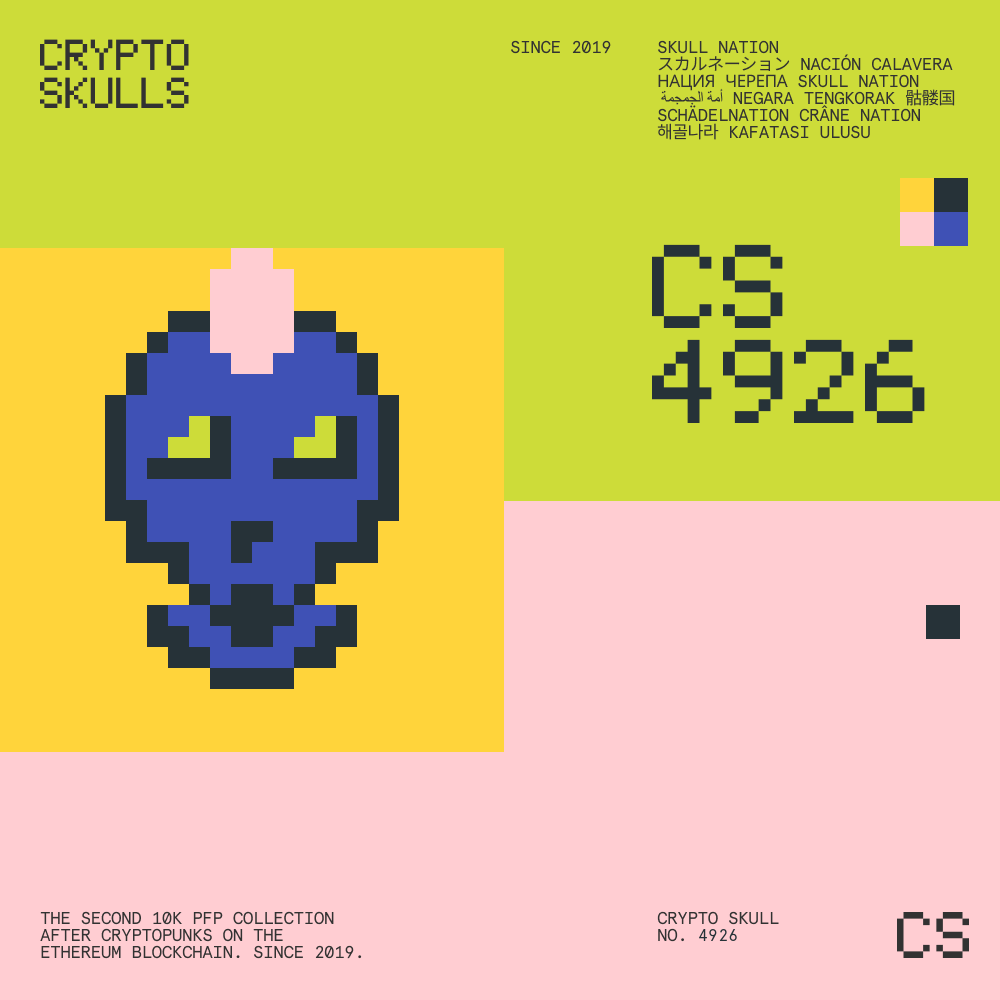 CRYPTO
SKULLS
SINCE 2019
SKULL NATION
スカルネーション NACIÓN CALAVERA
НАЦИЯ ЧЕРЕПА SKULL NATION
أمة الجمجمة NEGARA TENGKORAK 骷髅国
SCHÄDELNATION CRÂNE NATION
해골나라 KAFATASI ULUSU
CS
4926
THE SECOND 10K PFP COLLECTION
AFTER CRYPTOPUNKS ON THE
ETHEREUM BLOCKCHAIN. SINCE 2019.
CRYPTO SKULL
NO. 4926
CS